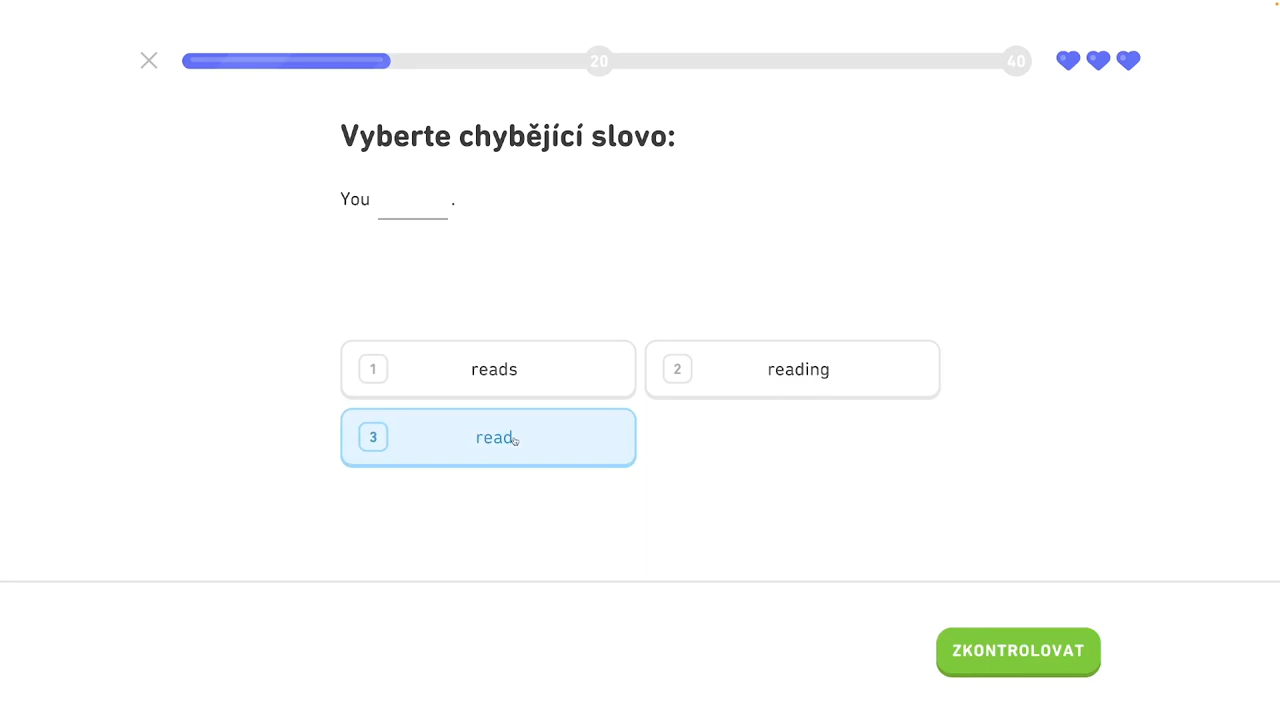 20
40
Vyberte chybějící slovo:
You ______ .
1 reads
2 reading
3 read
ZKONTROLOVAT